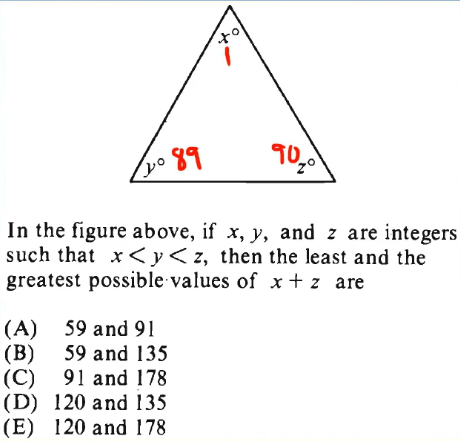 x°
1
y° 89
90 z°
In the figure above, if x, y, and z are integers
such that x < y < z, then the least and the
greatest possible values of x + z are
(A) 59 and 91
(B) 59 and 135
(C) 91 and 178
(D) 120 and 135
(E) 120 and 178